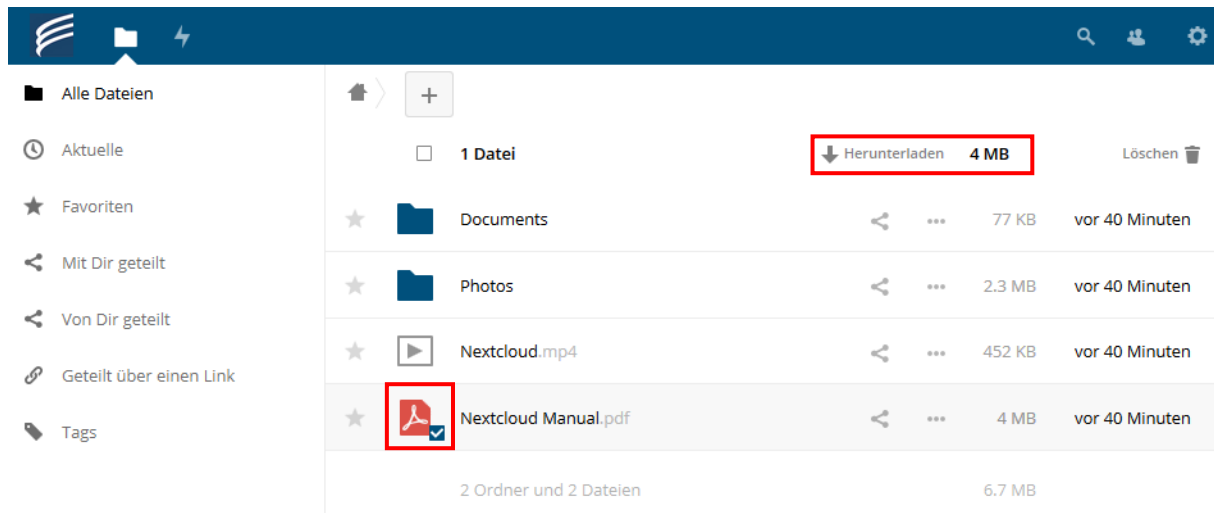 Alle Dateien
Aktuelle
Favoriten
Mit Dir geteilt
Von Dir geteilt
Geteilt über einen Link
Tags
1 Datei Herunterladen 4 MB Löschen
Documents 77 KB vor 40 Minuten
Photos 2.3 MB vor 40 Minuten
Nextcloud.mp4 452 KB vor 40 Minuten
Nextcloud Manual.pdf 4 MB vor 40 Minuten
2 Ordner und 2 Dateien 6.7 MB